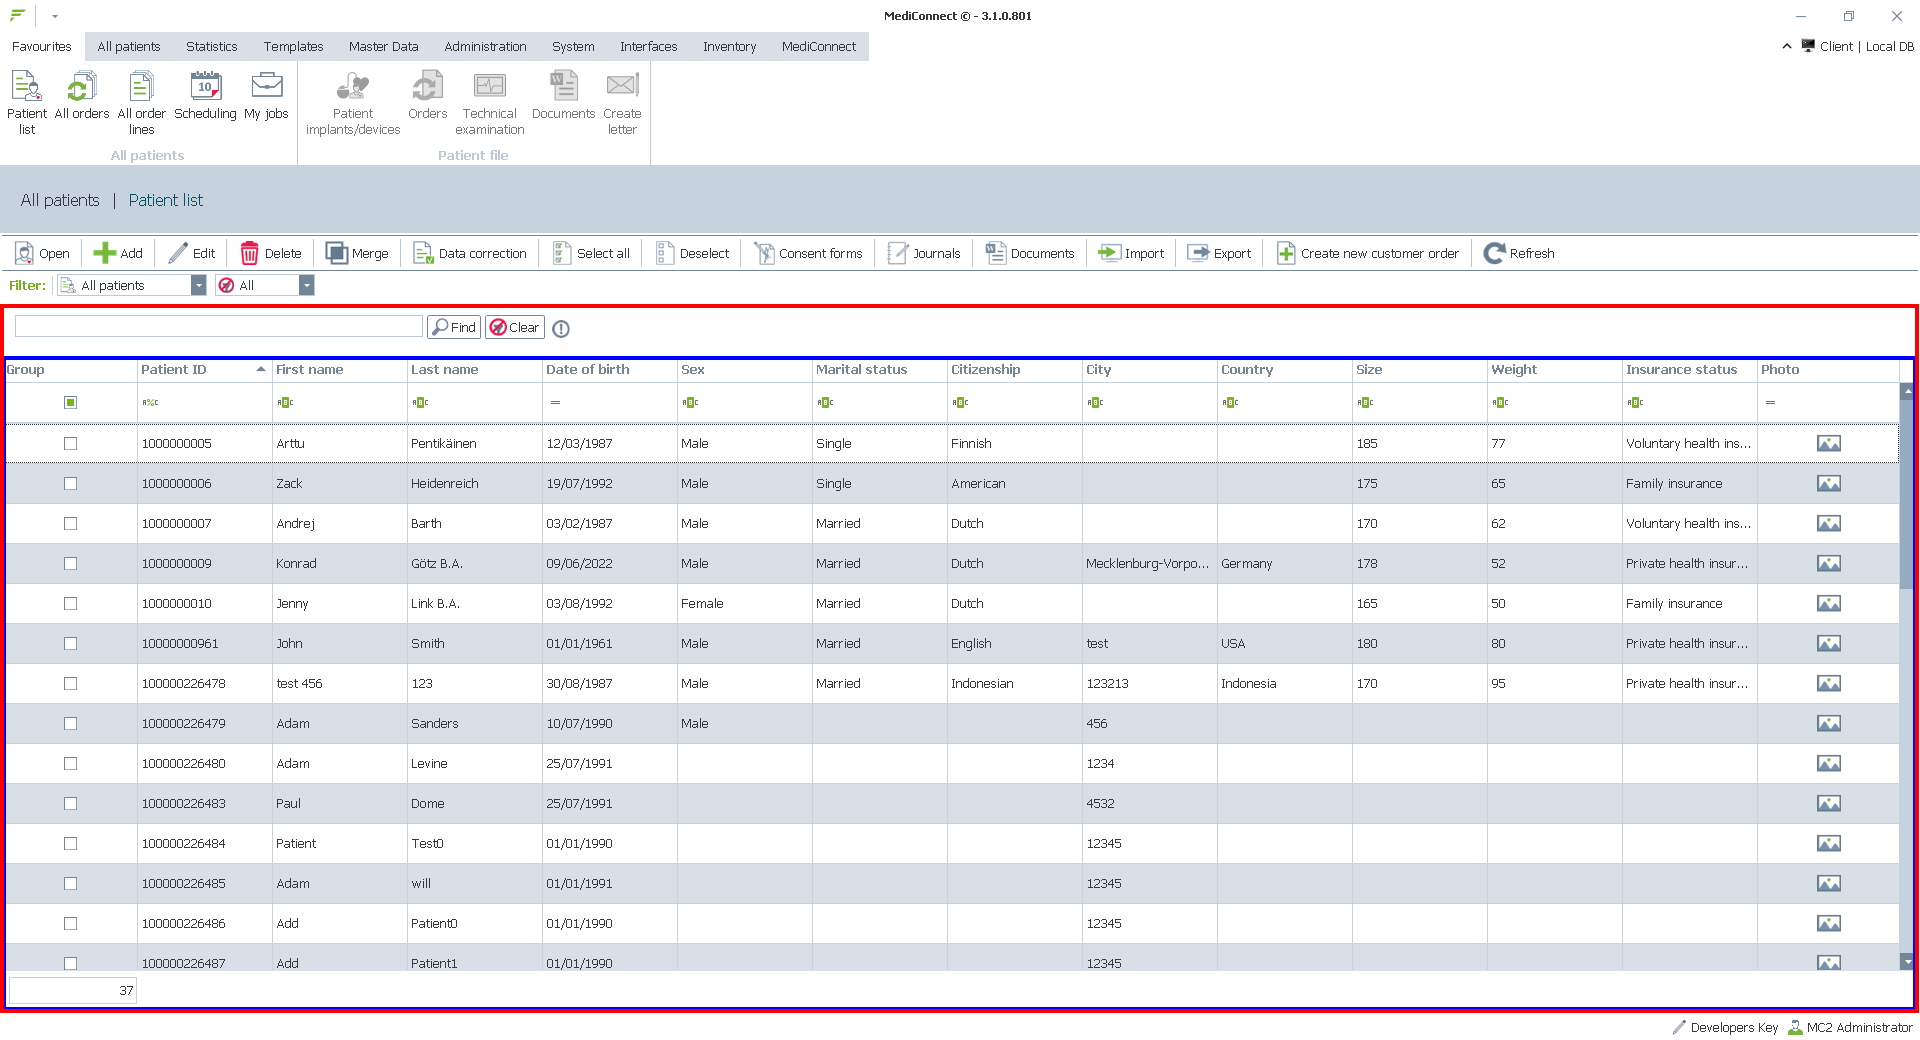 MediConnect © - 3.1.0.801
Favourites All patients Statistics Templates Master Data Administration System Interfaces Inventory MediConnect
Client | Local DB
Patient list All orders All order lines Scheduling My jobs Patient implants/devices Orders Technical examination Documents Create letter
10
All patients Patient file
All patients | Patient list
Open Add Edit Delete Merge Data correction Select all Deselect Consent forms Journals Documents Import Export Create new customer order Refresh
Filter: All patients All
Find Clear
Group Patient ID First name Last name Date of birth Sex Marital status Citizenship City Country Size Weight Insurance status Photo
1000000005 Arttu Pentikäinen 12/03/1987 Male Single Finnish 185 77 Voluntary health ins...
1000000006 Zack Heidenreich 19/07/1992 Male Single American 175 65 Family insurance
1000000007 Andrej Barth 03/02/1987 Male Married Dutch 170 62 Voluntary health ins...
1000000009 Konrad Götz B.A. 09/06/2022 Male Married Dutch Mecklenburg-Vorpo... Germany 178 52 Private health insur...
1000000010 Jenny Link B.A. 03/08/1992 Female Married Dutch 165 50 Family insurance
10000000961 John Smith 01/01/1961 Male Married English test USA 180 80 Private health insur...
100000226478 test 456 123 30/08/1987 Male Married Indonesian 123213 Indonesia 170 95 Private health insur...
100000226479 Adam Sanders 10/07/1990 Male 456
100000226480 Adam Levine 25/07/1991 1234
100000226483 Paul Dome 25/07/1991 4532
100000226484 Patient Test0 01/01/1990 12345
100000226485 Adam will 01/01/1991 12345
100000226486 Add Patient0 01/01/1990 12345
100000226487 Add Patient1 01/01/1990 12345
37
Developers Key MC2 Administrator